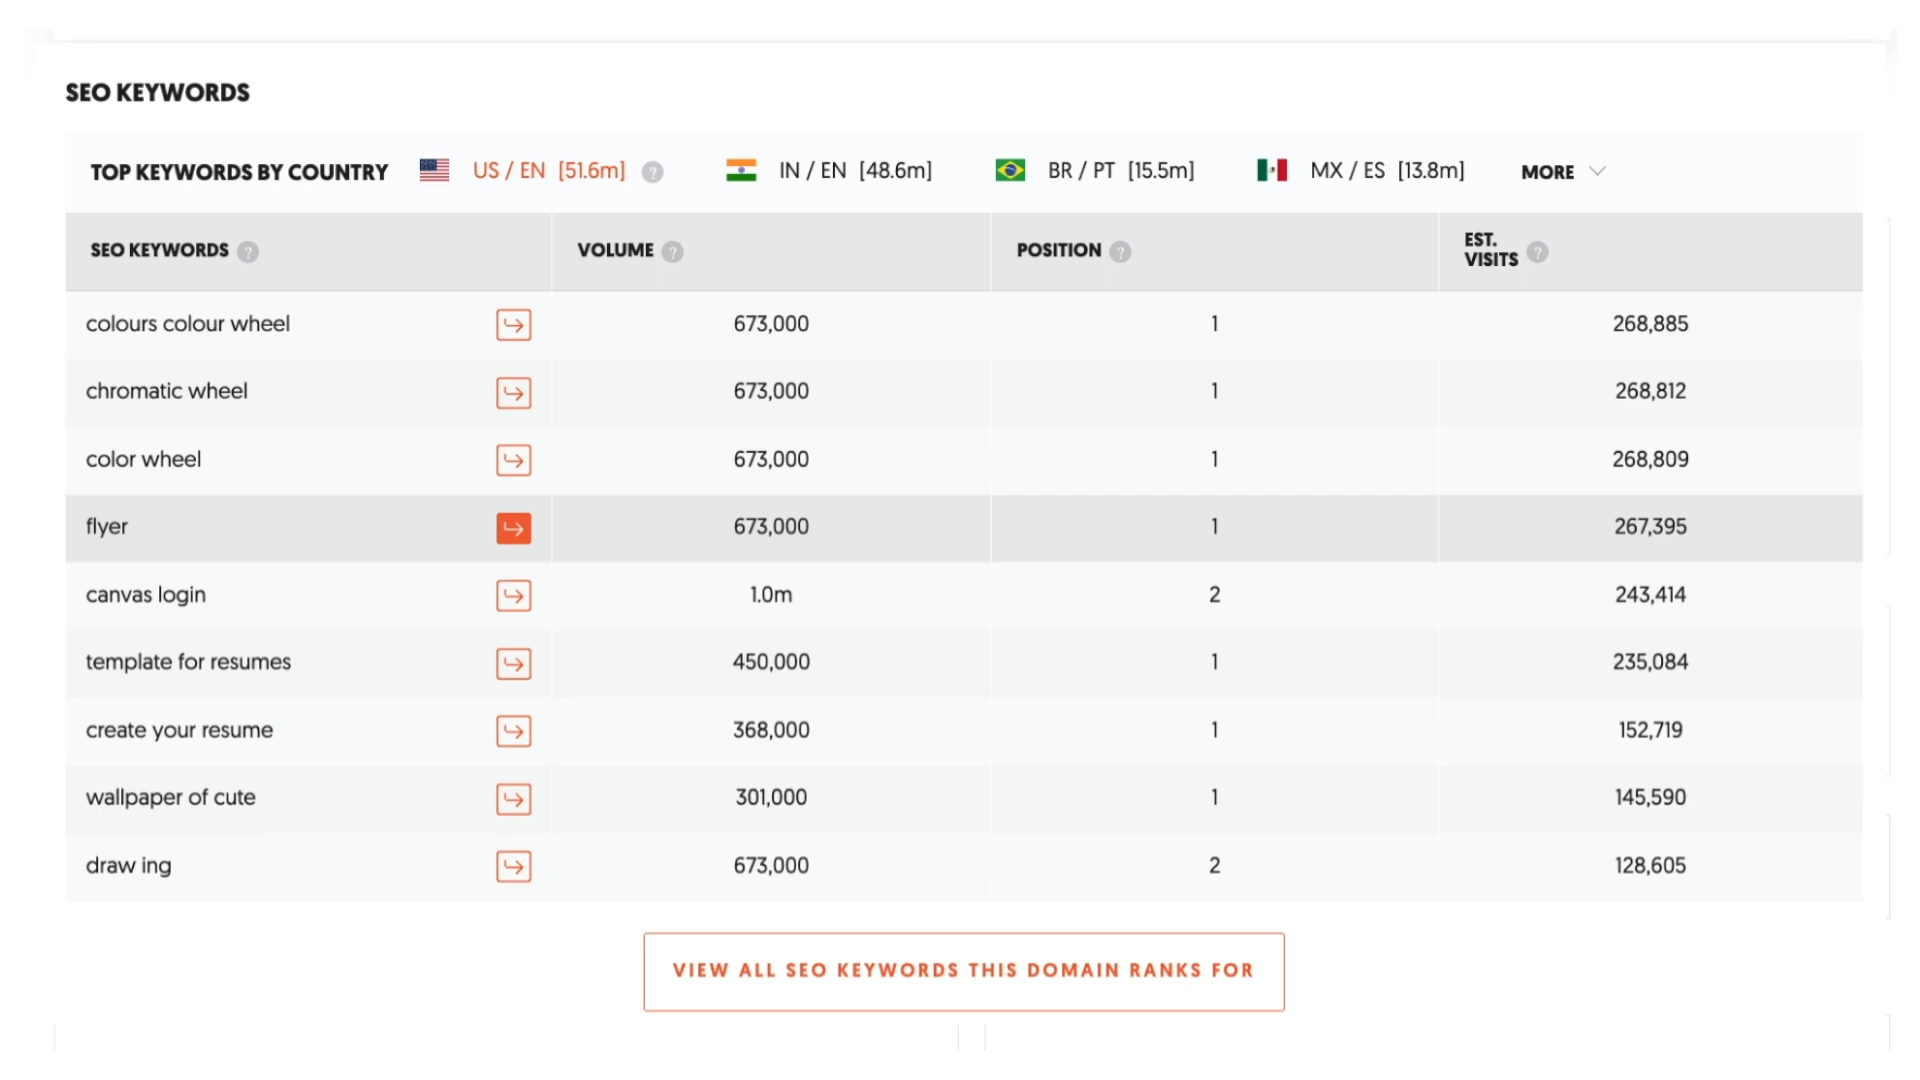 SEO KEYWORDS
TOP KEYWORDS BY COUNTRY US / EN [51.6m] ? IN / EN [48.6m] BR / PT [15.5m] MX / ES [13.8m] MORE
SEO KEYWORDS ? VOLUME ? POSITION ? EST. VISITS ?
colours colour wheel 673,000 1 268,885
chromatic wheel 673,000 1 268,812
color wheel 673,000 1 268,809
flyer 673,000 1 267,395
canvas login 1.0m 2 243,414
template for resumes 450,000 1 235,084
create your resume 368,000 1 152,719
wallpaper of cute 301,000 1 145,590
draw ing 673,000 2 128,605
VIEW ALL SEO KEYWORDS THIS DOMAIN RANKS FOR